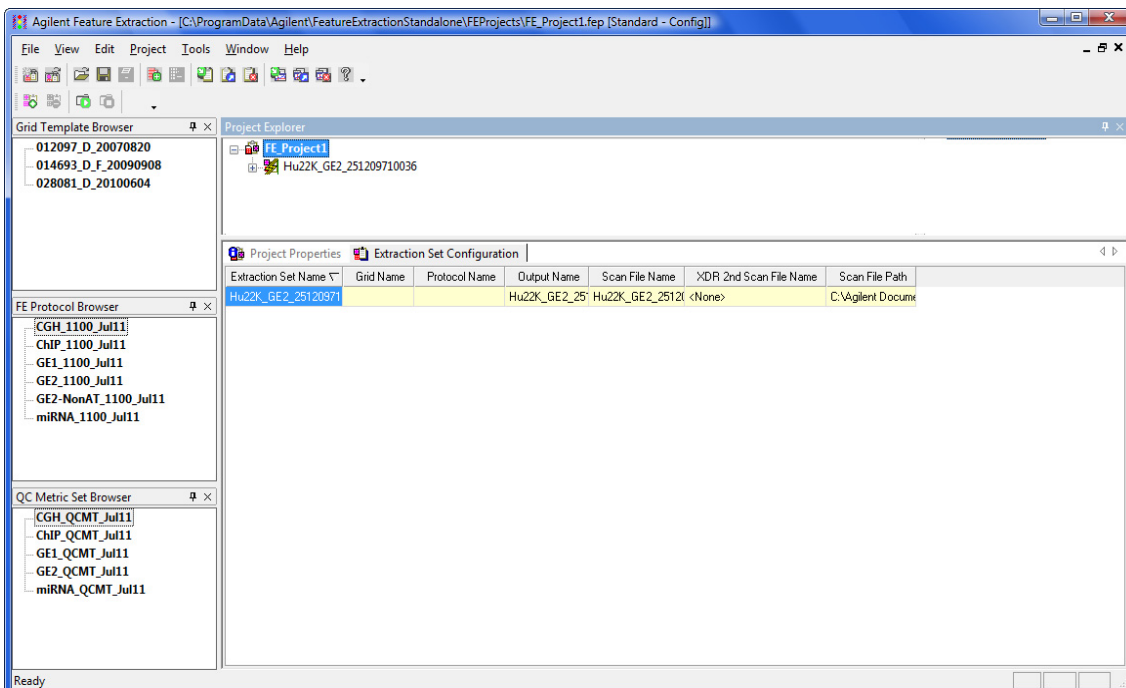 Agilent Feature Extraction - [C:\ProgramData\Agilent\FeatureExtractionStandalone\FEProjects\FE_Project1.fep [Standard - Config]]
File View Edit Project Tools Window Help
Grid Template Browser
012097_D_20070820
014693_D_F_20090908
028081_D_20100604
Project Explorer
FE_Project1
Hu22K_GE2_251209710036
Project Properties Extraction Set Configuration
Extraction Set Name Grid Name Protocol Name Output Name Scan File Name XDR 2nd Scan File Name Scan File Path
Hu22K_GE2_25120971 Hu22K_GE2_25 Hu22K_GE2_2512 <None> C:\Agilent Docume
FE Protocol Browser
CGH_1100_Jul11
ChIP_1100_Jul11
GE1_1100_Jul11
GE2_1100_Jul11
GE2-NonAT_1100_Jul11
miRNA_1100_Jul11
QC Metric Set Browser
CGH_QCMT_Jul11
ChIP_QCMT_Jul11
GE1_QCMT_Jul11
GE2_QCMT_Jul11
miRNA_QCMT_Jul11
Ready